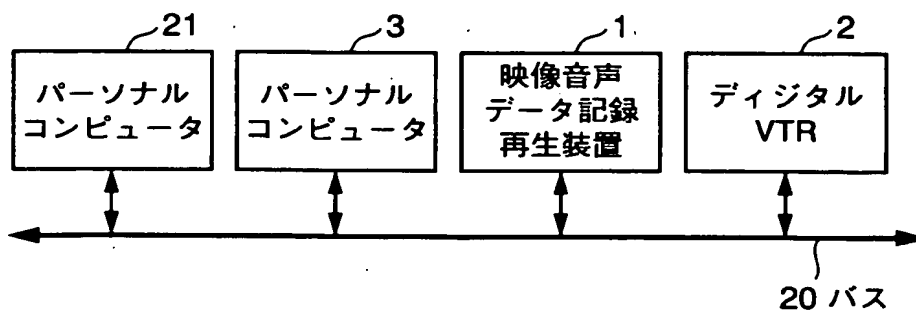 21
3
1
2
パーソナル
コンピュータ
パーソナル
コンピュータ
映像音声
データ記録
再生装置
ディジタル
VTR
20 バス